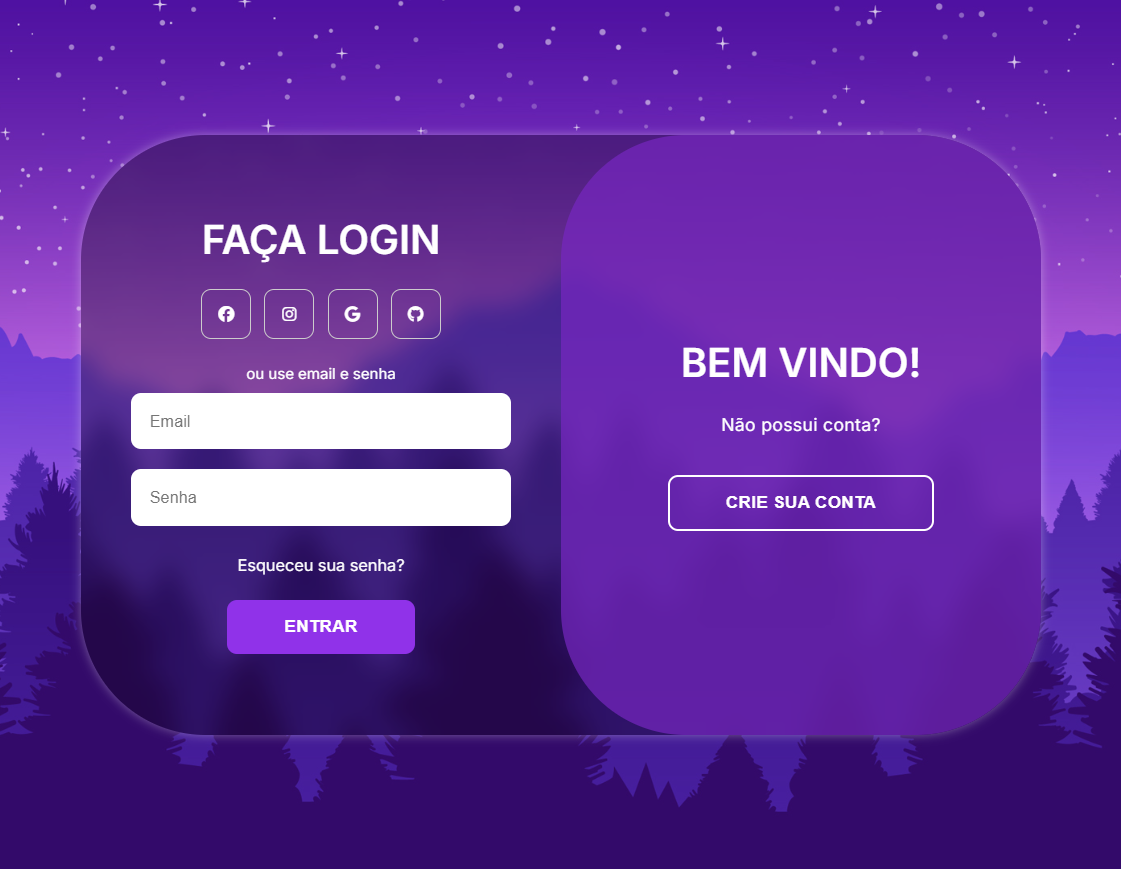 FAÇA LOGIN
ou use email e senha
Email
Senha
Esqueceu sua senha?
ENTRAR
BEM VINDO!
Não possui conta?
CRIE SUA CONTA